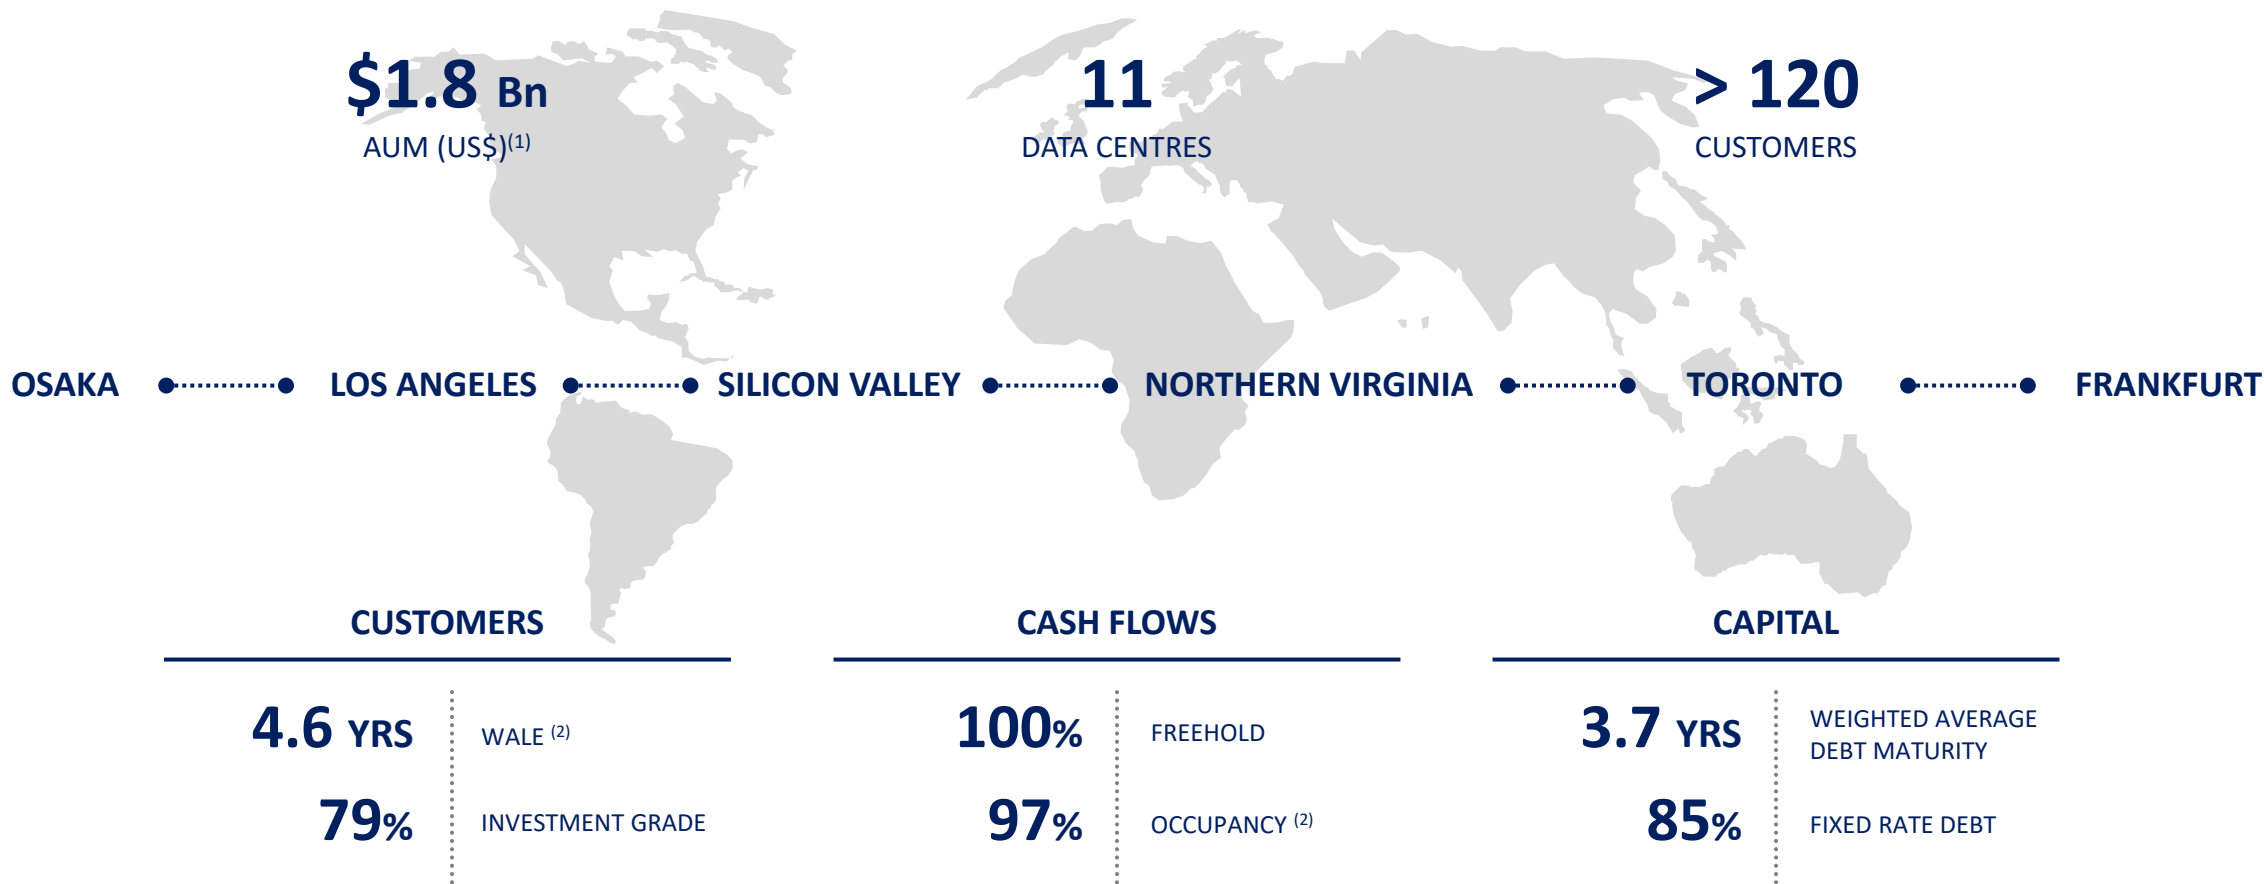 $1.8 Bn
AUM (US$)(1)
11
DATA CENTRES
> 120
CUSTOMERS
OSAKA
LOS ANGELES
SILICON VALLEY
NORTHERN VIRGINIA
TORONTO
FRANKFURT
CUSTOMERS
4.6 YRS
WALE (2)
79%
INVESTMENT GRADE
CASH FLOWS
100%
FREEHOLD
97%
OCCUPANCY (2)
CAPITAL
3.7 YRS
WEIGHTED AVERAGE
DEBT MATURITY
85%
FIXED RATE DEBT